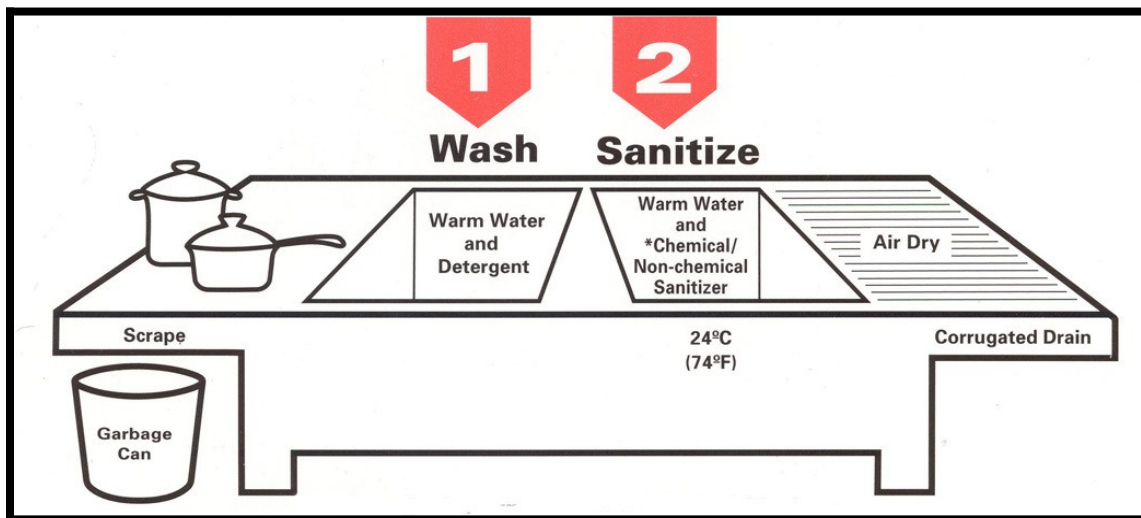 1
2
Wash
Sanitize
Warm Water
and
Detergent
Warm Water
and
*Chemical/
Non-chemical
Sanitizer
Air Dry
Scrape
24ºC
(74ºF)
Corrugated Drain
Garbage
Can